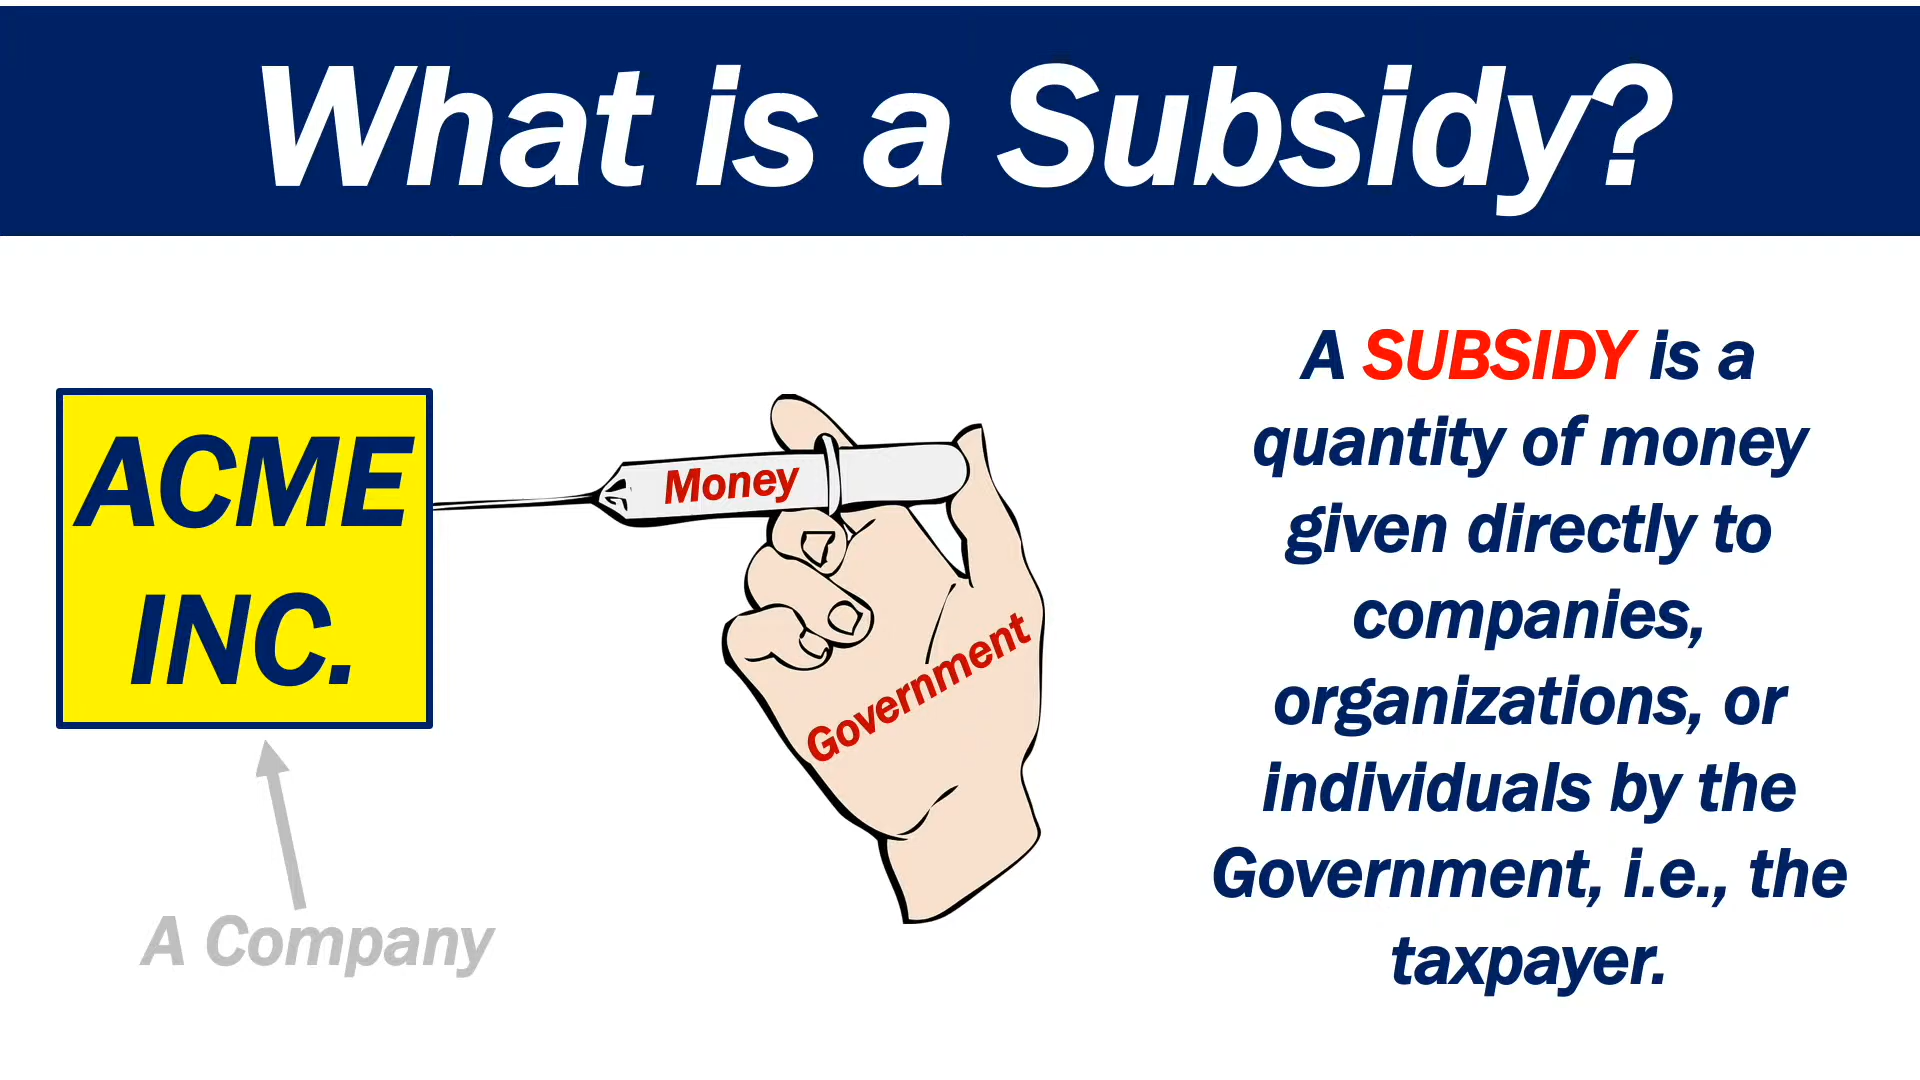 What is a Subsidy?
ACME
INC.
A Company
Money
Government
A SUBSIDY is a
quantity of money
given directly to
companies,
organizations, or
individuals by the
Government, i.e., the
taxpayer.